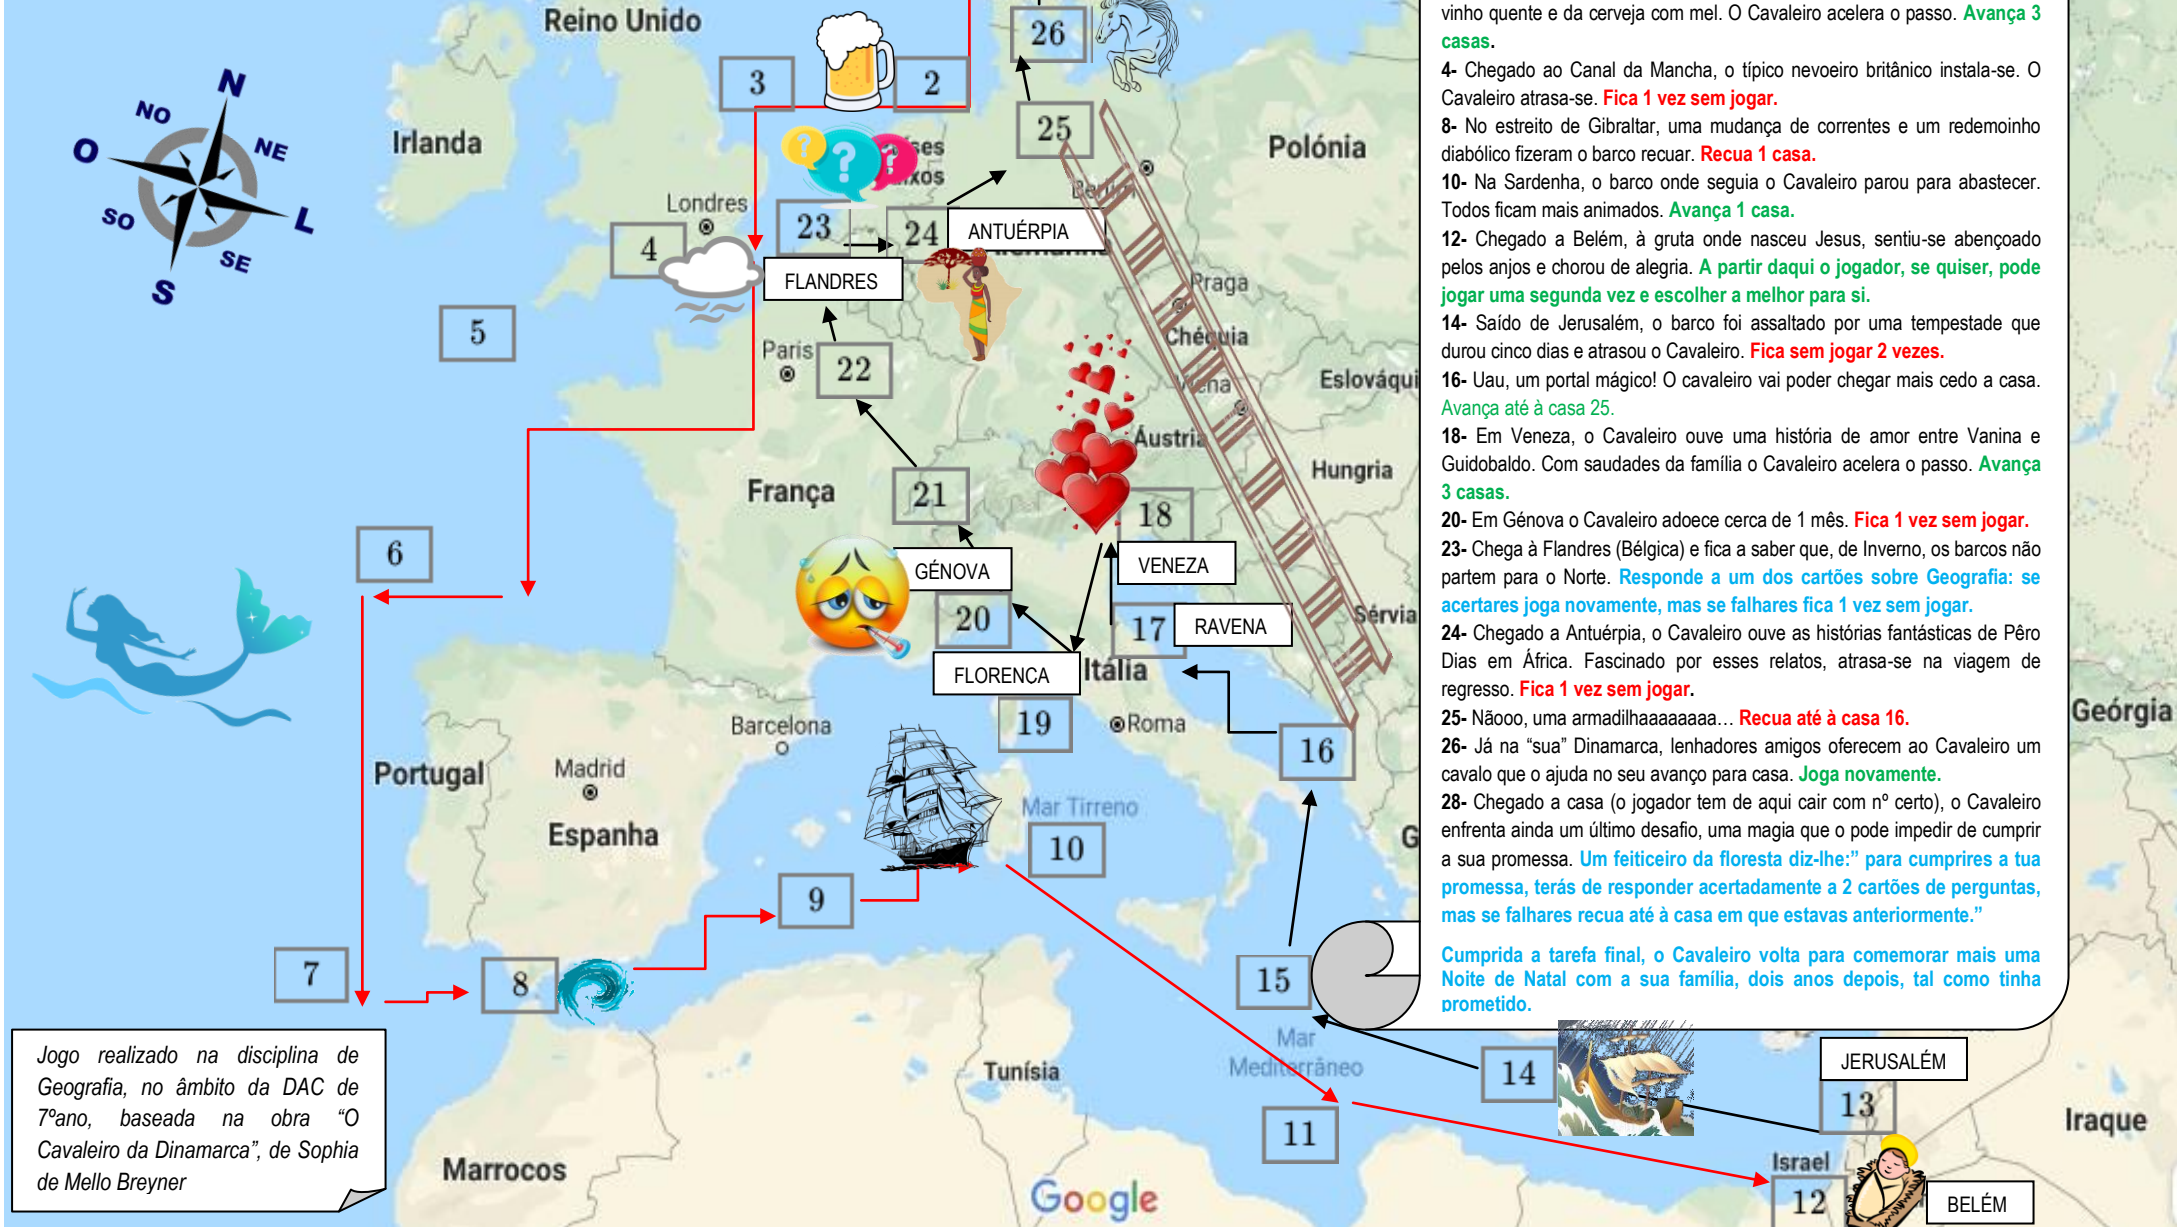 Reino Unido
26
3
2
N
NO
NE
O
L
SO
SE
S
Irlanda
25
Polónia
ses
xos
Londres
23
24
ANTUÉRPIA
4
FLANDRES
Praga
5
Chéquia
Paris
22
Viena
Eslováqui
Áustria
Hungria
França
21
18
6
GÉNOVA
VENEZA
20
17
RAVENA
Sérvia
FLORENÇA
Itália
19
Roma
Barcelona
16
Portugal
Madrid
Espanha
Mar Tirreno
10
G
9
7
8
15
Mar
Mediterrâneo
14
JERUSALÉM
13
Tunísia
11
Iraque
Geórgia
Marrocos
Israel
12
BELÉM
Google
vinho quente e da cerveja com mel. O Cavaleiro acelera o passo. Avança 3
casas.
4- Chegado ao Canal da Mancha, o típico nevoeiro britânico instala-se. O
Cavaleiro atrasa-se. Fica 1 vez sem jogar.
8- No estreito de Gibraltar, uma mudança de correntes e um redemoinho
diabólico fizeram o barco recuar. Recua 1 casa.
10- Na Sardenha, o barco onde seguia o Cavaleiro parou para abastecer.
Todos ficam mais animados. Avança 1 casa.
12- Chegado a Belém, à gruta onde nasceu Jesus, sentiu-se abençoado
pelos anjos e chorou de alegria. A partir daqui o jogador, se quiser, pode
jogar uma segunda vez e escolher a melhor para si.
14- Saído de Jerusalém, o barco foi assaltado por uma tempestade que
durou cinco dias e atrasou o Cavaleiro. Fica sem jogar 2 vezes.
16- Uau, um portal mágico! O cavaleiro vai poder chegar mais cedo a casa.
Avança até à casa 25.
18- Em Veneza, o Cavaleiro ouve uma história de amor entre Vanina e
Guidobaldo. Com saudades da família o Cavaleiro acelera o passo. Avança
3 casas.
20- Em Génova o Cavaleiro adoece cerca de 1 mês. Fica 1 vez sem jogar.
23- Chega à Flandres (Bélgica) e fica a saber que, de Inverno, os barcos não
partem para o Norte. Responde a um dos cartões sobre Geografia: se
acertares joga novamente, mas se falhares fica 1 vez sem jogar.
24- Chegado a Antuérpia, o Cavaleiro ouve as histórias fantásticas de Pêro
Dias em África. Fascinado por esses relatos, atrasa-se na viagem de
regresso. Fica 1 vez sem jogar.
25- Nãooo, uma armadilhaaaaaaaa… Recua até à casa 16.
26- Já na “sua” Dinamarca, lenhadores amigos oferecem ao Cavaleiro um
cavalo que o ajuda no seu avanço para casa. Joga novamente.
28- Chegado a casa (o jogador tem de aqui cair com nº certo), o Cavaleiro
enfrenta ainda um último desafio, uma magia que o pode impedir de cumprir
a sua promessa. Um feiticeiro da floresta diz-lhe:” para cumprires a tua
promessa, terás de responder acertadamente a 2 cartões de perguntas,
mas se falhares recua até à casa em que estavas anteriormente.”
Cumprida a tarefa final, o Cavaleiro volta para comemorar mais uma
Noite de Natal com a sua família, dois anos depois, tal como tinha
prometido.
Jogo realizado na disciplina de
Geografia, no âmbito da DAC de
7ºano, baseada na obra “O
Cavaleiro da Dinamarca”, de Sophia
de Mello Breyner